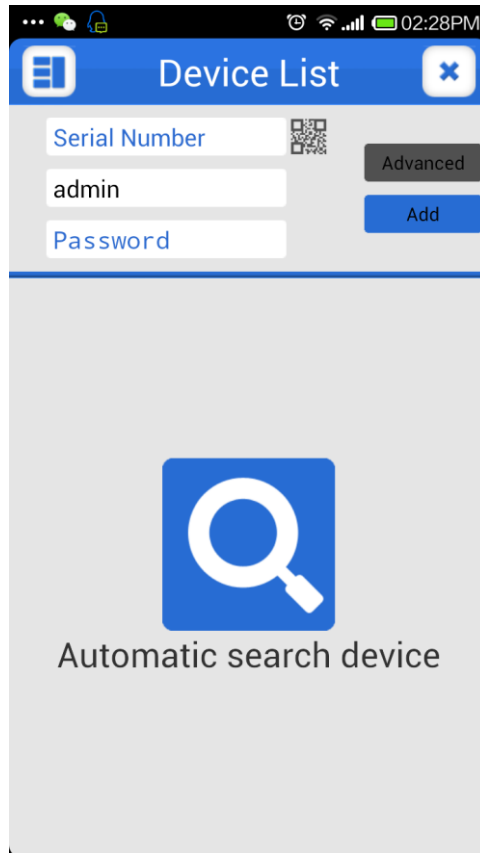 02:28PM
Device List
Serial Number
admin
Advanced
Add
Password
Automatic search device